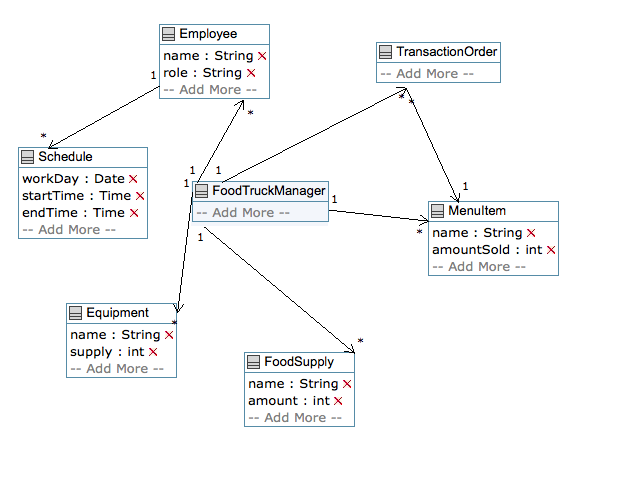 Employee
name : String
role : String
-- Add More --
TransactionOrder
-- Add More --
1
*
*
*
*
Schedule
workDay : Date
startTime : Time
endTime : Time
-- Add More --
1
1
1
FoodTruckManager
-- Add More --
1
1
*
1
MenuItem
name : String
amountSold : int
-- Add More --
Equipment
name : String
supply : int
-- Add More --
*
*
FoodSupply
name : String
amount : int
-- Add More --